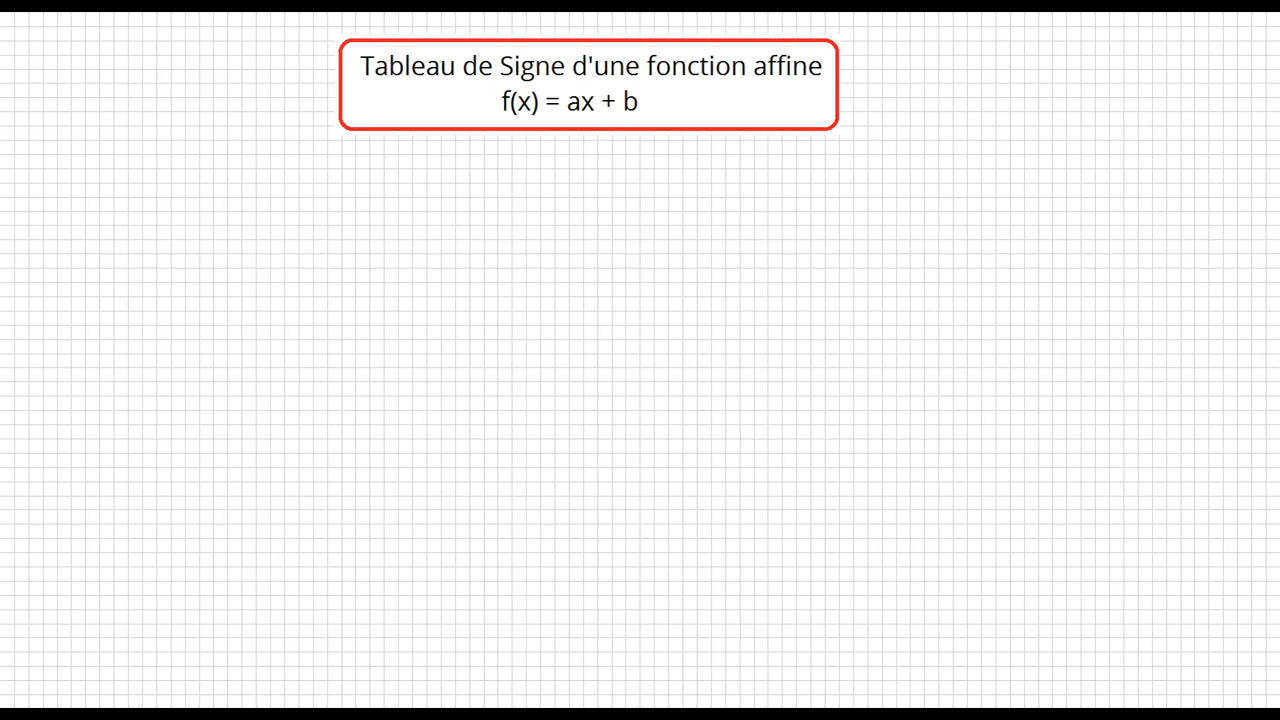 Tableau de Signe d'une fonction affine
f(x) = ax + b